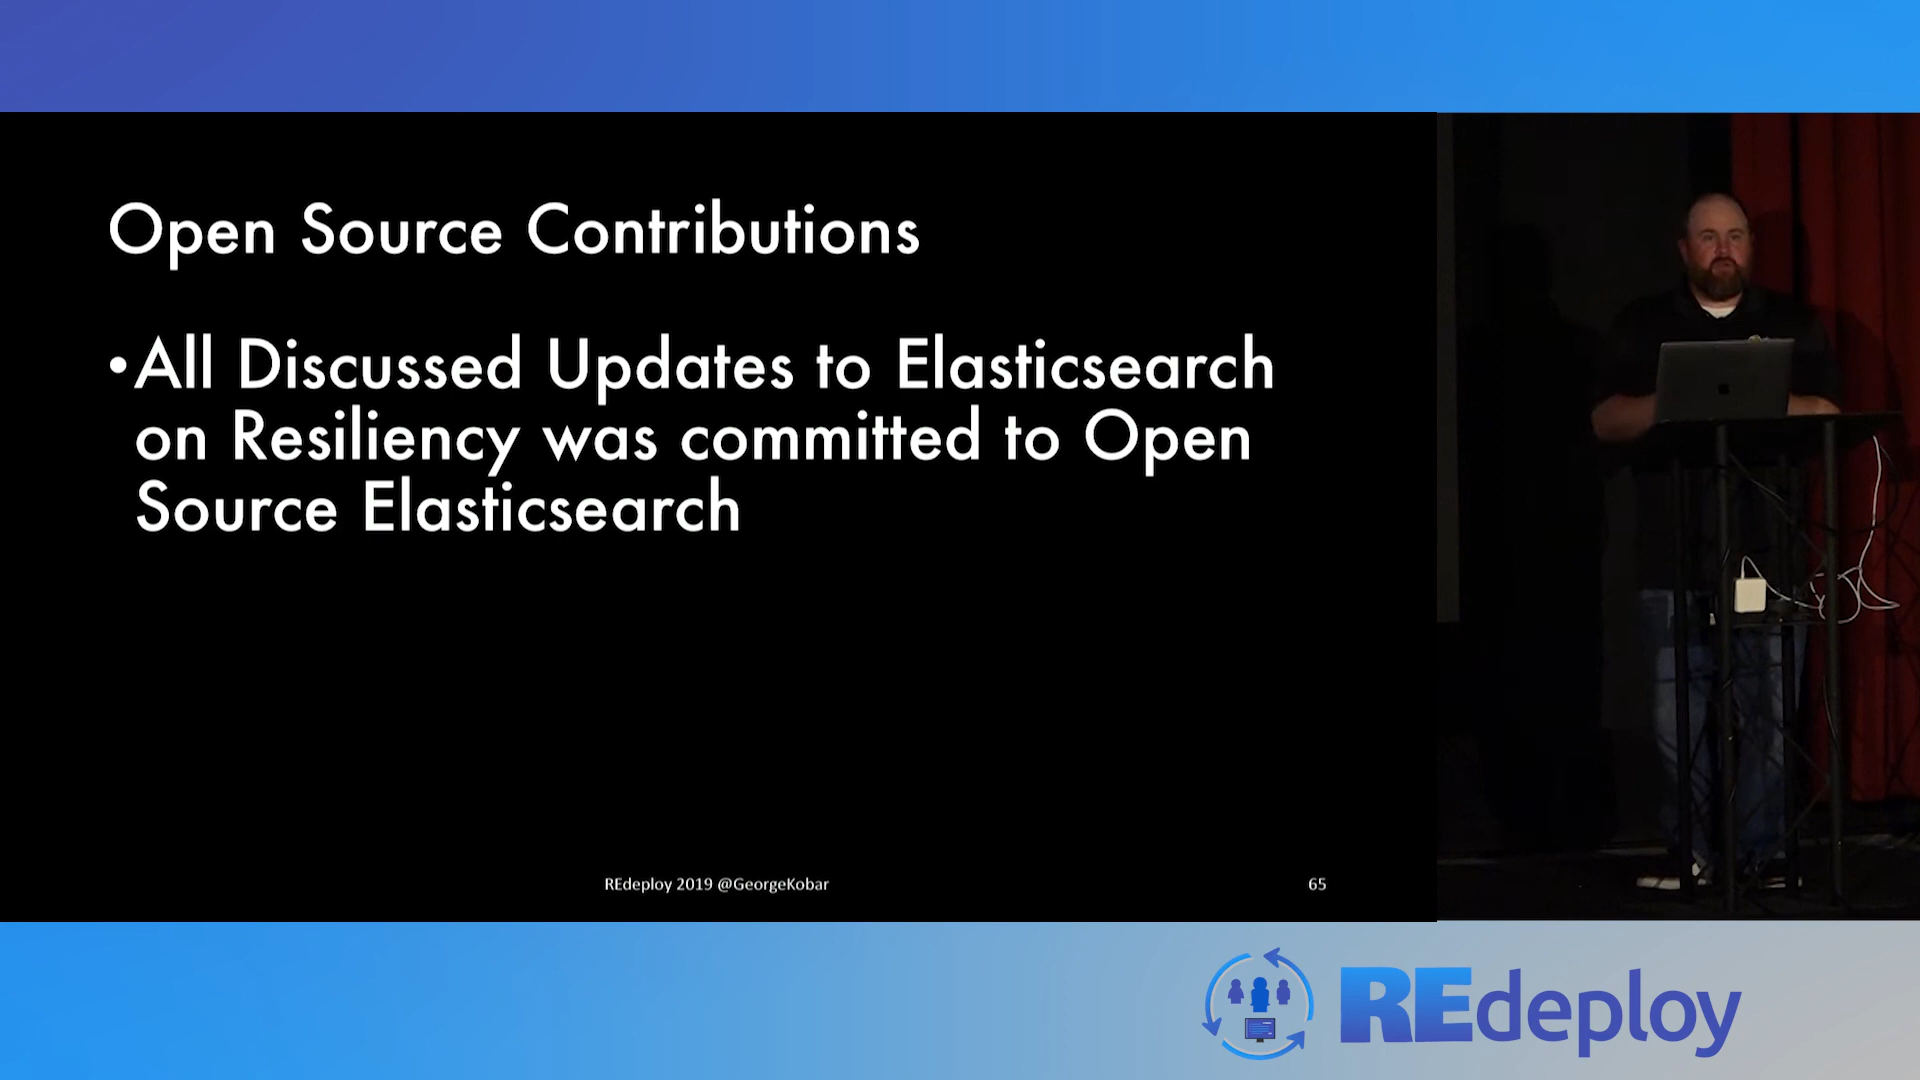 Open Source Contributions
•All Discussed Updates to Elasticsearch
on Resiliency was committed to Open
Source Elasticsearch
REdeploy 2019 @GeorgeKobar
65
REdeploy